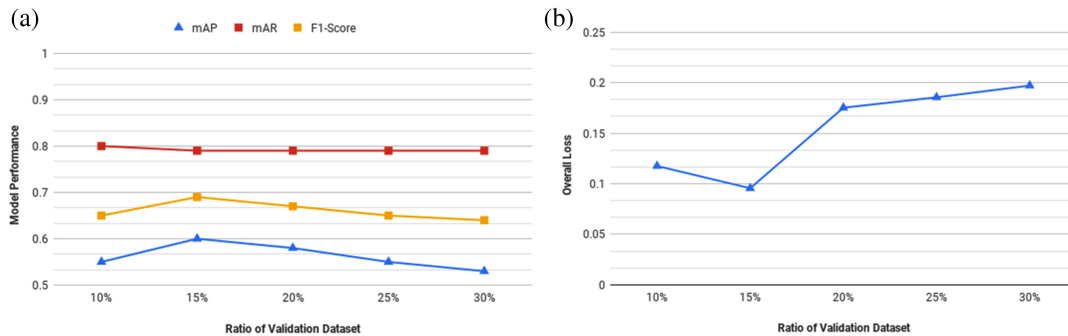 (a)
mAP mAR F1-Score
1
0.9
0.8
0.7
0.6
0.5
Model Performance
10% 15% 20% 25% 30%
Ratio of Validation Dataset
(b)
0.25
0.2
0.15
0.1
0.05
0
Overall Loss
10% 15% 20% 25% 30%
Ratio of Validation Dataset